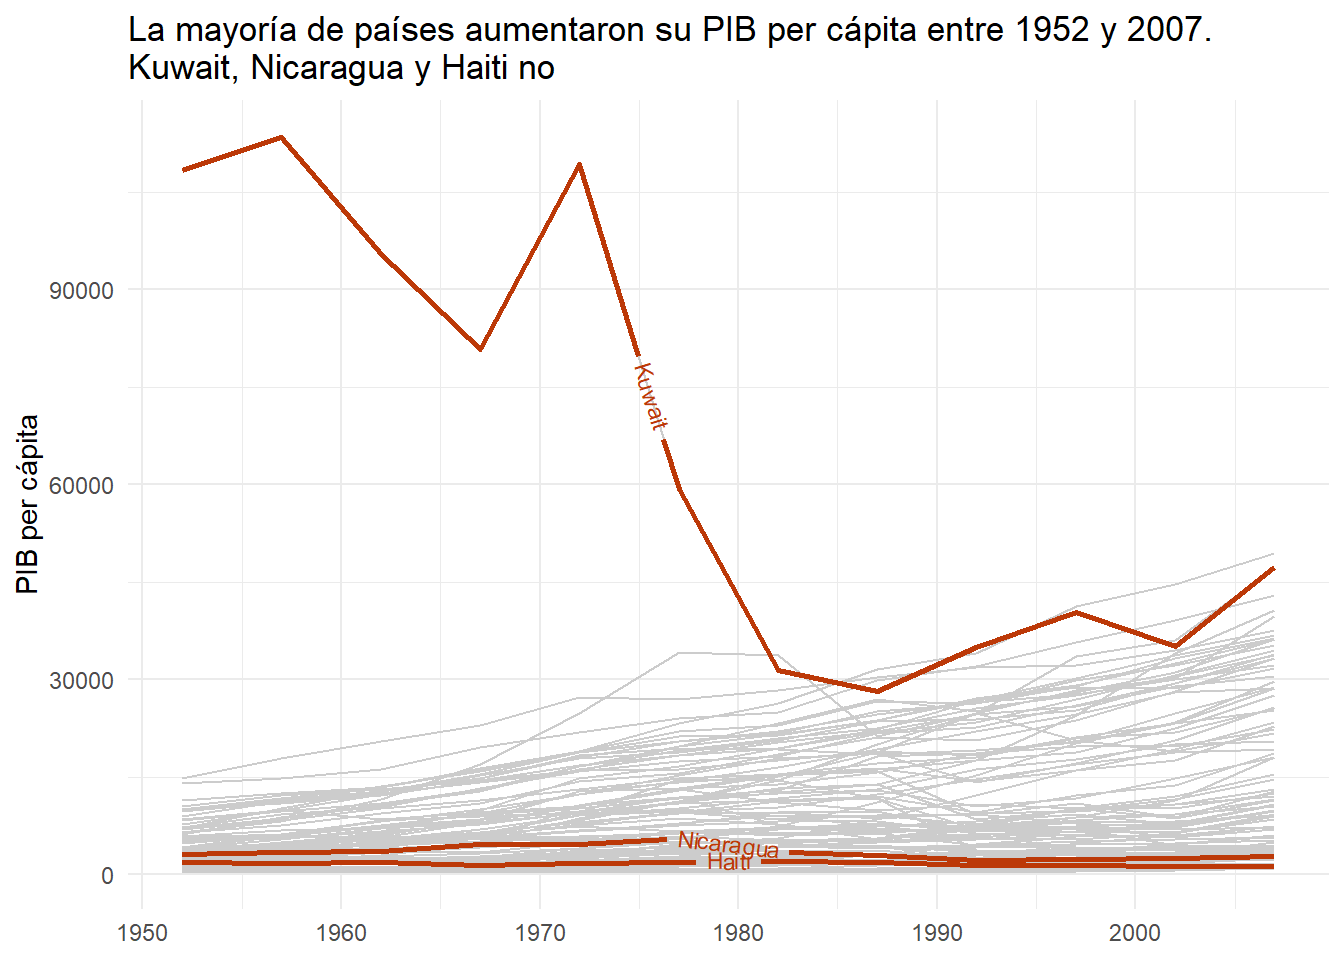 La mayoría de países aumentaron su PIB per cápita entre 1952 y 2007.
Kuwait, Nicaragua y Haiti no
PIB per cápita
90000
60000
30000
0
Kuwait
Nicaragua
Haiti
1950
1960
1970
1980
1990
2000